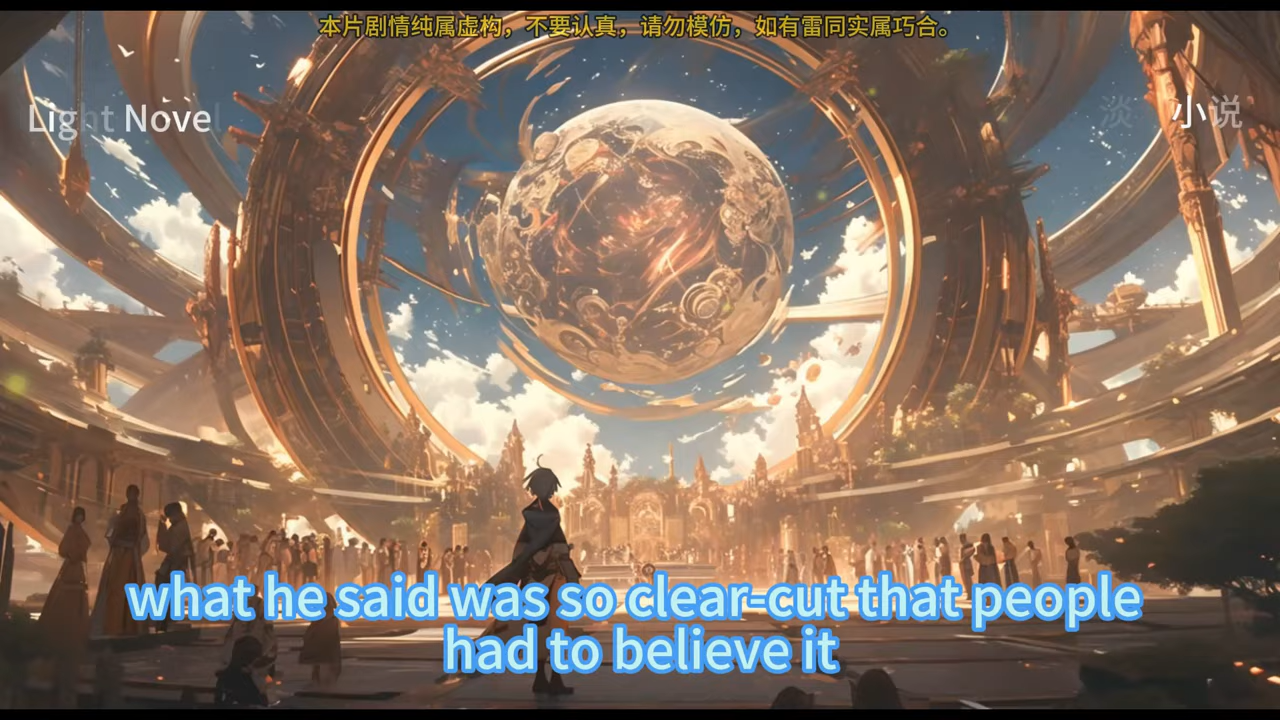 本片剧情纯属虚构，不要认真，请勿模仿，如有雷同实属巧合。
Light Novel
淡 小说
what he said was so clear-cut that people
had to believe it